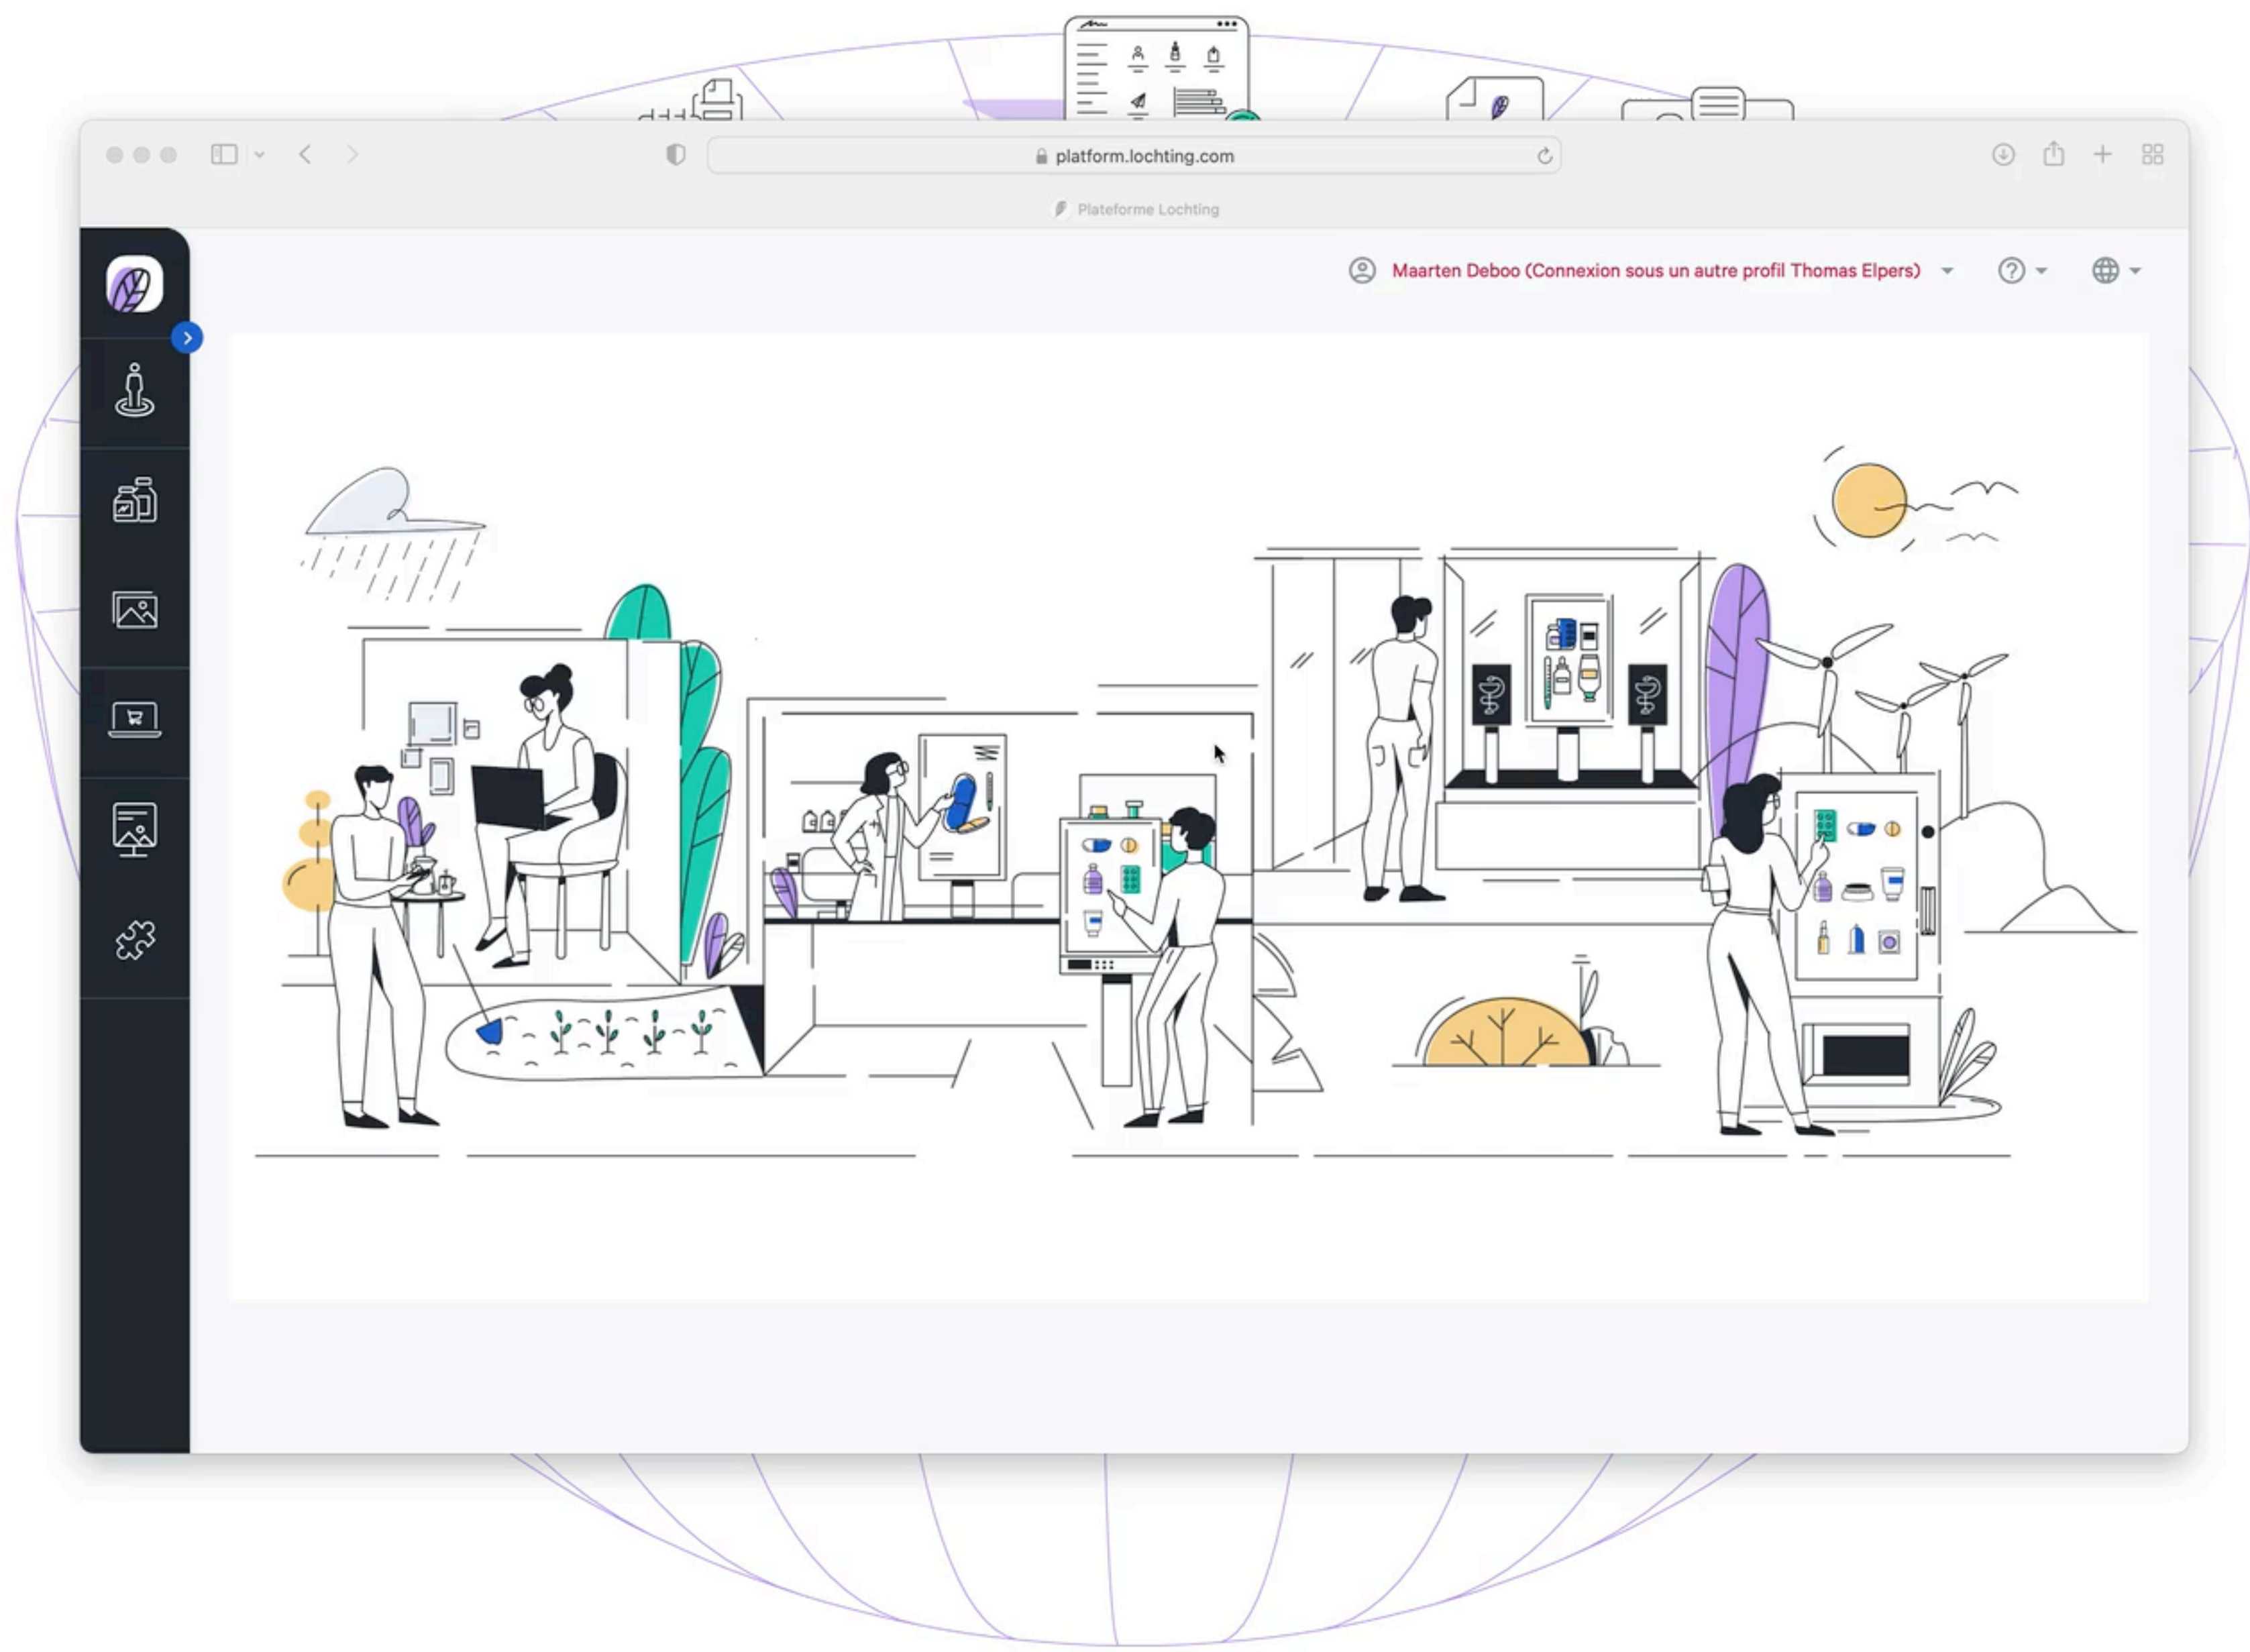 platform.lochting.com
Plateforme Lochting
Maarten Deboo (Connexion sous un autre profil Thomas Elpers)